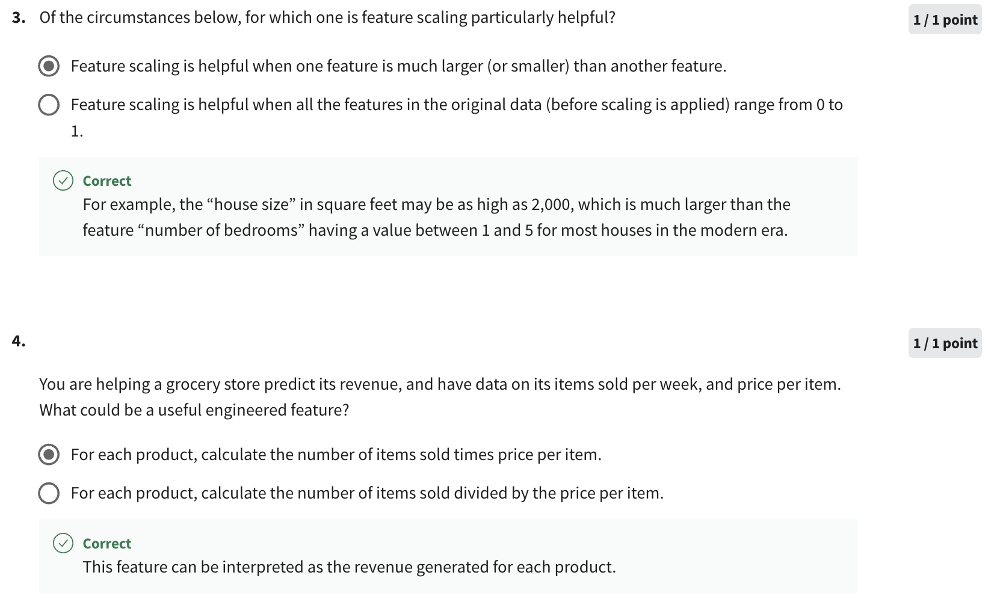 3. Of the circumstances below, for which one is feature scaling particularly helpful?
1 / 1 point
Feature scaling is helpful when one feature is much larger (or smaller) than another feature.
Feature scaling is helpful when all the features in the original data (before scaling is applied) range from 0 to
1.
Correct
For example, the “house size” in square feet may be as high as 2,000, which is much larger than the
feature “number of bedrooms” having a value between 1 and 5 for most houses in the modern era.
4.
1 / 1 point
You are helping a grocery store predict its revenue, and have data on its items sold per week, and price per item.
What could be a useful engineered feature?
For each product, calculate the number of items sold times price per item.
For each product, calculate the number of items sold divided by the price per item.
Correct
This feature can be interpreted as the revenue generated for each product.